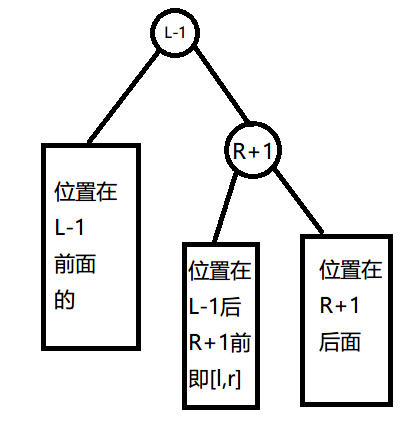 L-1
R+1
位置在
L-1
前面
的
位置在
L-1后
R+1前
即[l,r]
位置在
R+1
后面